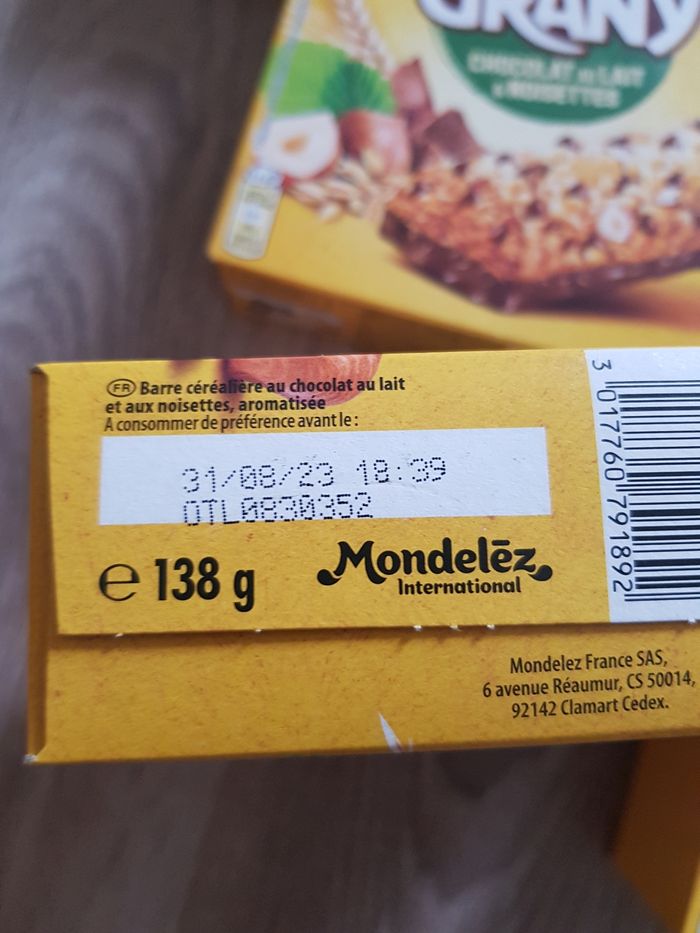 GRANY
CHOCOLAT AU LAIT
& NOISETTES
FR Barre céréalière au chocolat au lait
et aux noisettes, aromatisée
A consommer de préférence avant le :
31/08/23 18:39
OTL0830352
e 138 g
Mondelēz
International
3 017760 791892
Mondelez France SAS,
6 avenue Réaumur, CS 50014,
92142 Clamart Cedex.